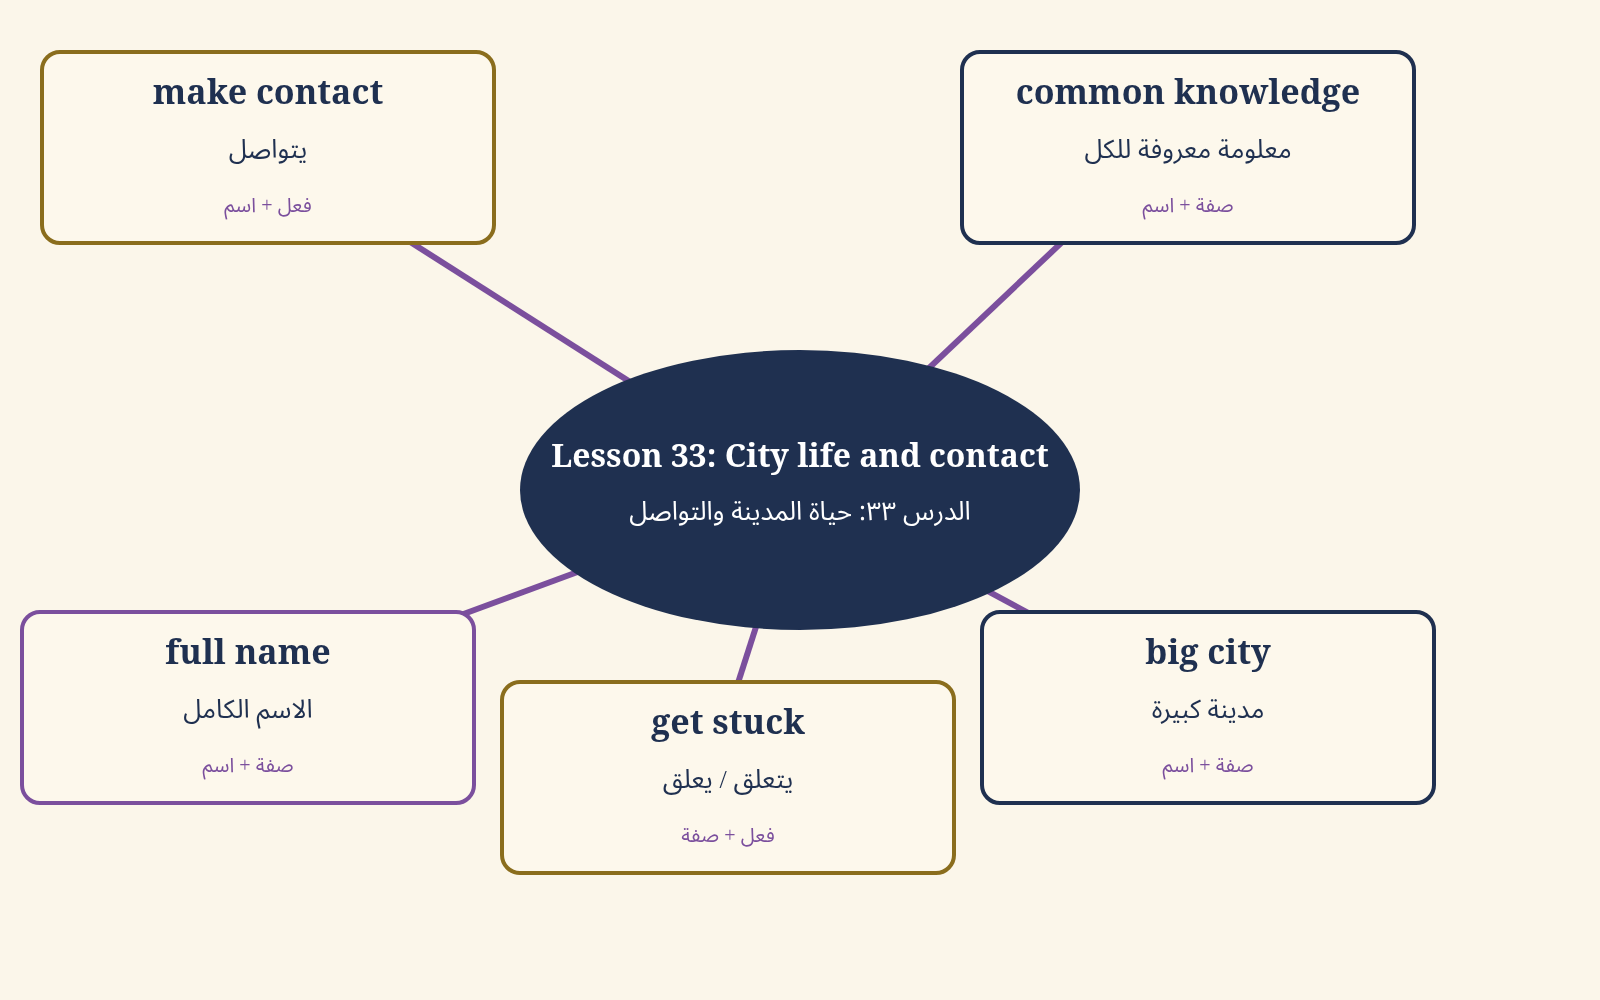 make contact
يتواصل
فعل + اسم
common knowledge
معلومة معروفة للكل
صفة + اسم
Lesson 33: City life and contact
الدرس ٣٣: حياة المدينة والتواصل
full name
الاسم الكامل
صفة + اسم
get stuck
يتعلق / يعلق
فعل + صفة
big city
مدينة كبيرة
صفة + اسم